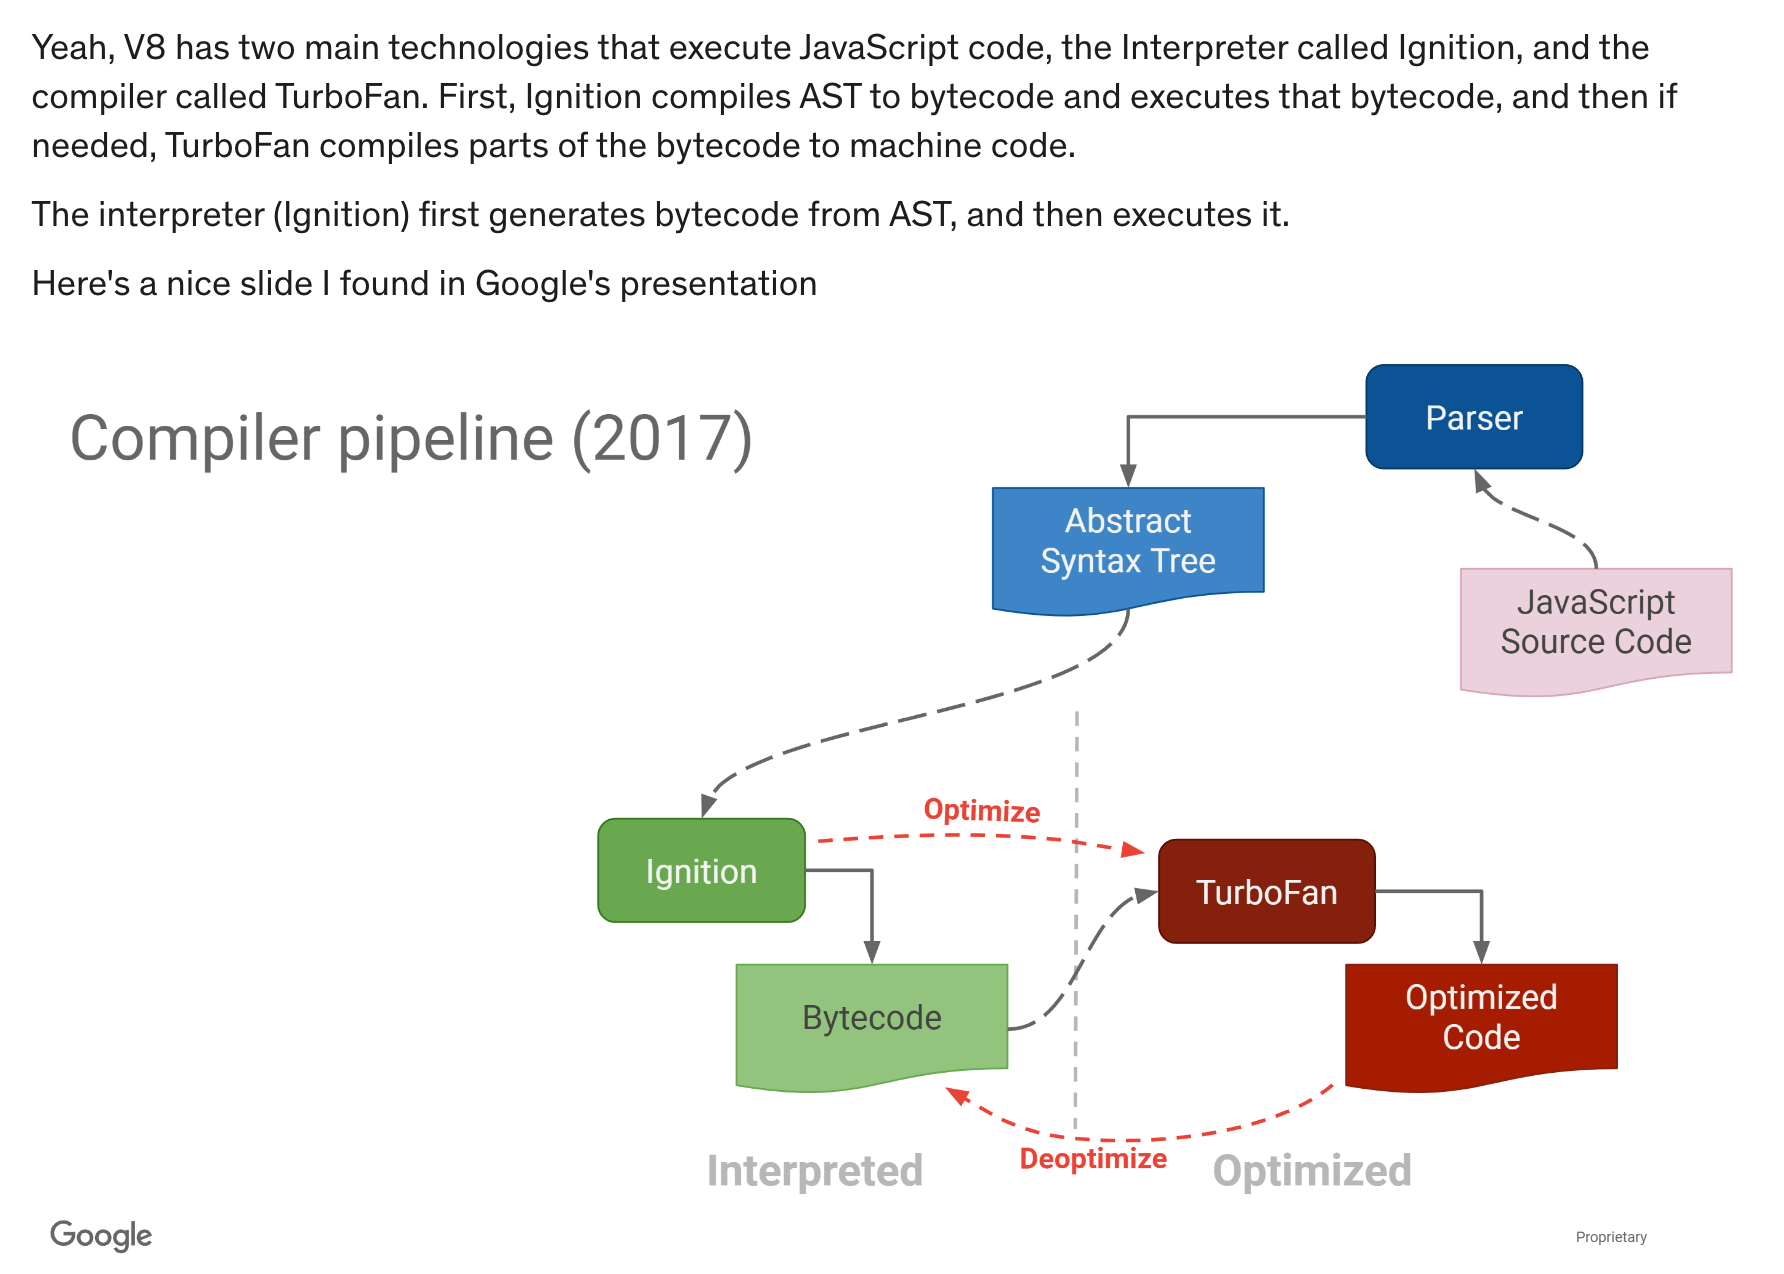 Yeah, V8 has two main technologies that execute JavaScript code, the Interpreter called Ignition, and the
compiler called TurboFan. First, Ignition compiles AST to bytecode and executes that bytecode, and then if
needed, TurboFan compiles parts of the bytecode to machine code.
The interpreter (Ignition) first generates bytecode from AST, and then executes it.
Here's a nice slide I found in Google's presentation
Compiler pipeline (2017)
Parser
Abstract
Syntax Tree
JavaScript
Source Code
Optimize
Ignition
TurboFan
Bytecode
Optimized
Code
Interpreted
Deoptimize
Optimized
Google
Proprietary